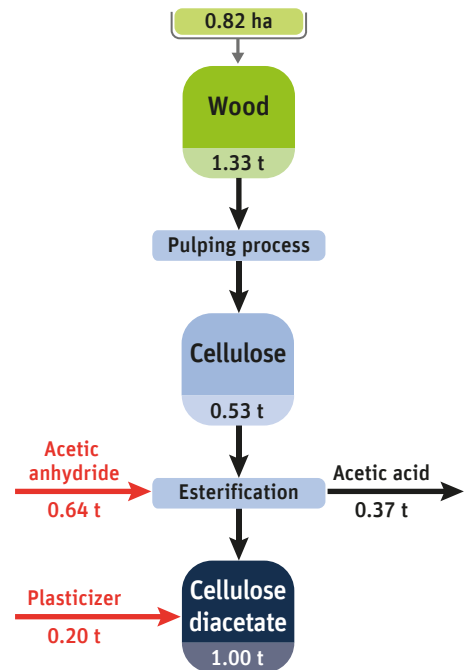 0.82 ha
Wood
1.33 t
Pulping process
Cellulose
0.53 t
Acetic
anhydride
0.64 t
Esterification
Acetic acid
0.37 t
Plasticizer
0.20 t
Cellulose
diacetate
1.00 t